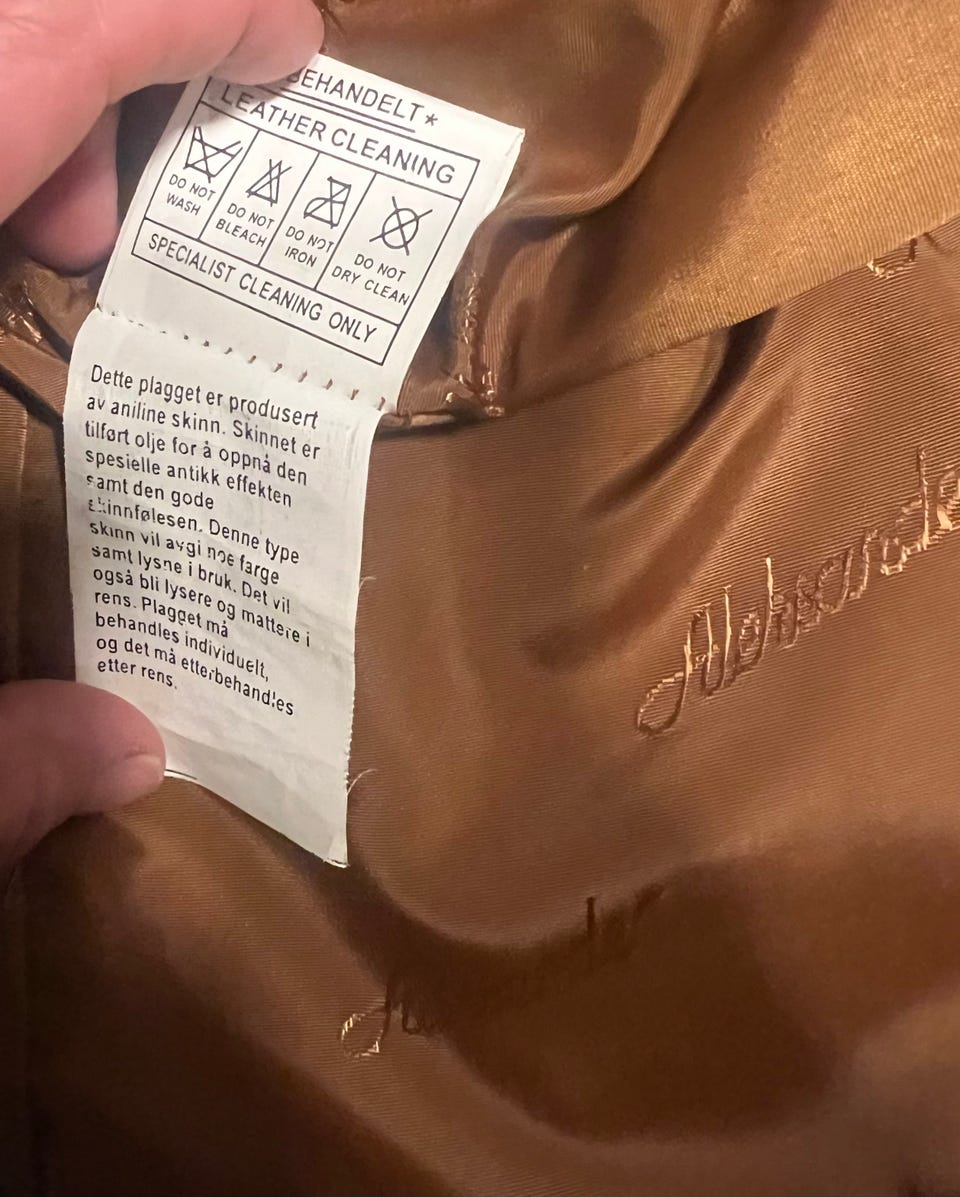 BEHANDELT*
LEATHER CLEANING
DO NOT
WASH
DO NOT
BLEACH
DO NOT
IRON
DO NOT
DRY CLEAN
SPECIALIST CLEANING ONLY
Dette plagget er produsert
av aniline skinn. Skinnet er
tilført olje for å oppnå den
spesielle antikk effekten
samt den gode
skinnfølesen. Denne type
skinn vil avgi noe farge
samt lysne i bruk. Det vil
også bli lysere og mattere i
rens. Plagget må
behandles individuelt,
og det må etterbehandles
etter rens.